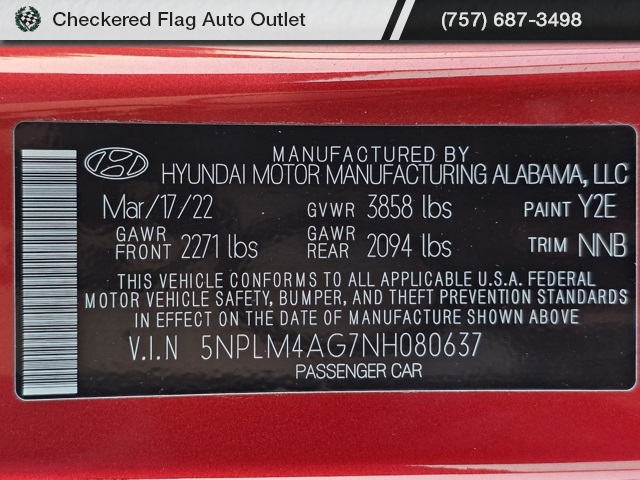 Checkered Flag Auto Outlet (757) 687-3498
MANUFACTURED BY
HYUNDAI MOTOR MANUFACTURING ALABAMA, LLC
Mar/17/22 GVWR 3858 lbs PAINT Y2E
GAWR FRONT 2271 lbs GAWR REAR 2094 lbs TRIM NNB
THIS VEHICLE CONFORMS TO ALL APPLICABLE U.S.A. FEDERAL
MOTOR VEHICLE SAFETY, BUMPER, AND THEFT PREVENTION STANDARDS
IN EFFECT ON THE DATE OF MANUFACTURE SHOWN ABOVE
V.I.N 5NPLM4AG7NH080637
PASSENGER CAR